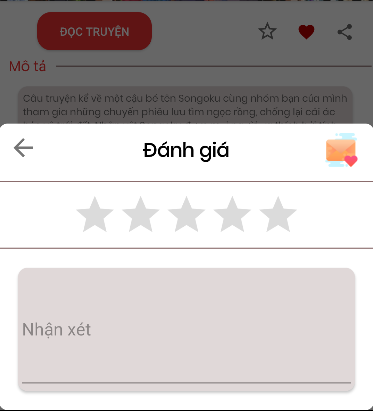 ĐỌC TRUYỆN
Mô tả
Câu truyện kể về một cậu bé tên Songoku cùng nhóm bạn của mình
tham gia những chuyến phiêu lưu tìm ngọc rồng, chống lại cái ác
Đánh giá
Nhận xét